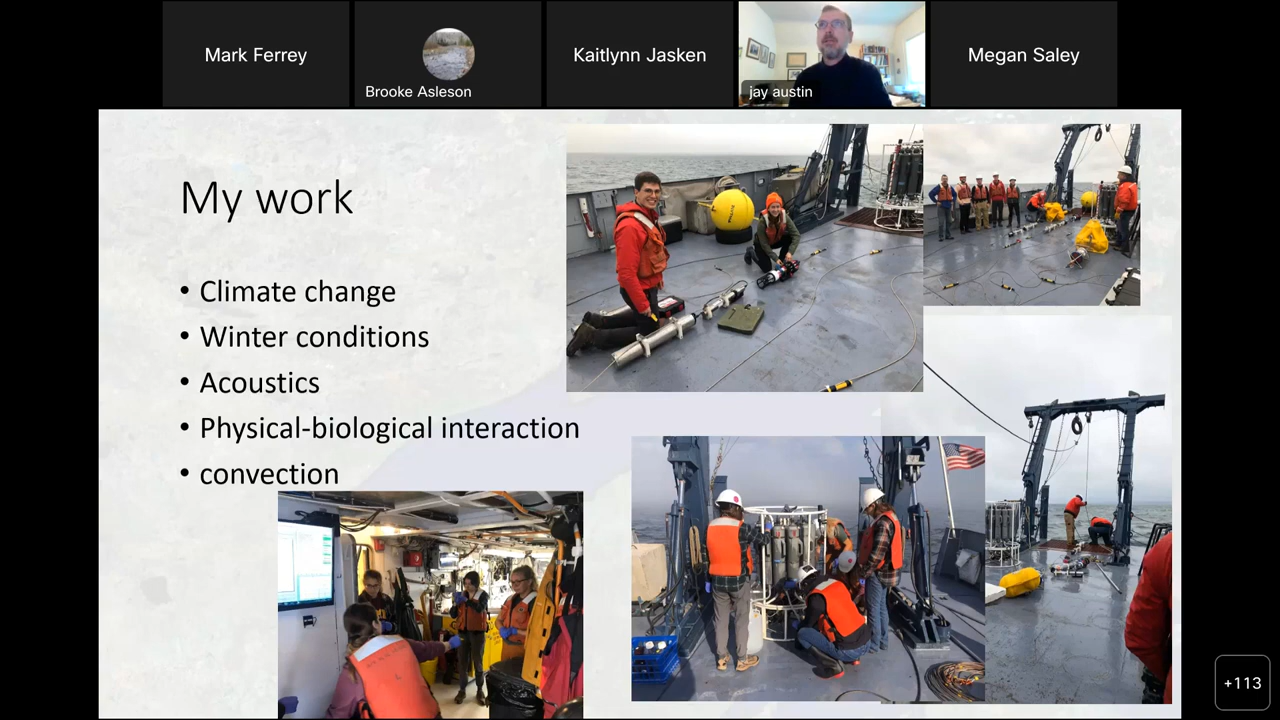 Mark Ferrey
Brooke Asleson
Kaitlynn Jasken
jay austin
Megan Saley
My work
• Climate change
• Winter conditions
• Acoustics
• Physical-biological interaction
• convection
+113